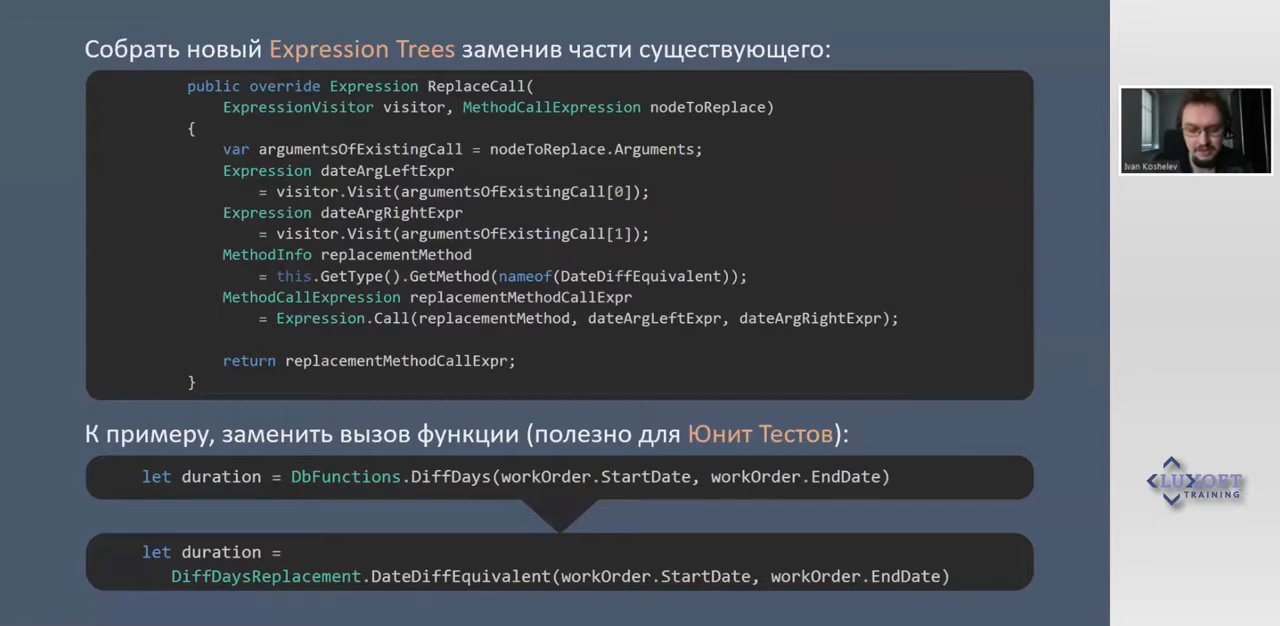 Собрать новый Expression Trees заменив части существующего:
public override Expression ReplaceCall(
ExpressionVisitor visitor, MethodCallExpression nodeToReplace)
{
var argumentsOfExistingCall = nodeToReplace.Arguments;
Expression dateArgLeftExpr
= visitor.Visit(argumentsOfExistingCall[0]);
Expression dateArgRightExpr
= visitor.Visit(argumentsOfExistingCall[1]);
MethodInfo replacementMethod
= this.GetType().GetMethod(nameof(DateDiffEquivalent));
MethodCallExpression replacementMethodCallExpr
= Expression.Call(replacementMethod, dateArgLeftExpr, dateArgRightExpr);
return replacementMethodCallExpr;
}
К примеру, заменить вызов функции (полезно для Юнит Тестов):
let duration = DbFunctions.DiffDays(workOrder.StartDate, workOrder.EndDate)
let duration =
DiffDaysReplacement.DateDiffEquivalent(workOrder.StartDate, workOrder.EndDate)
Ivan Koshelev
LUXOFT
TRAINING